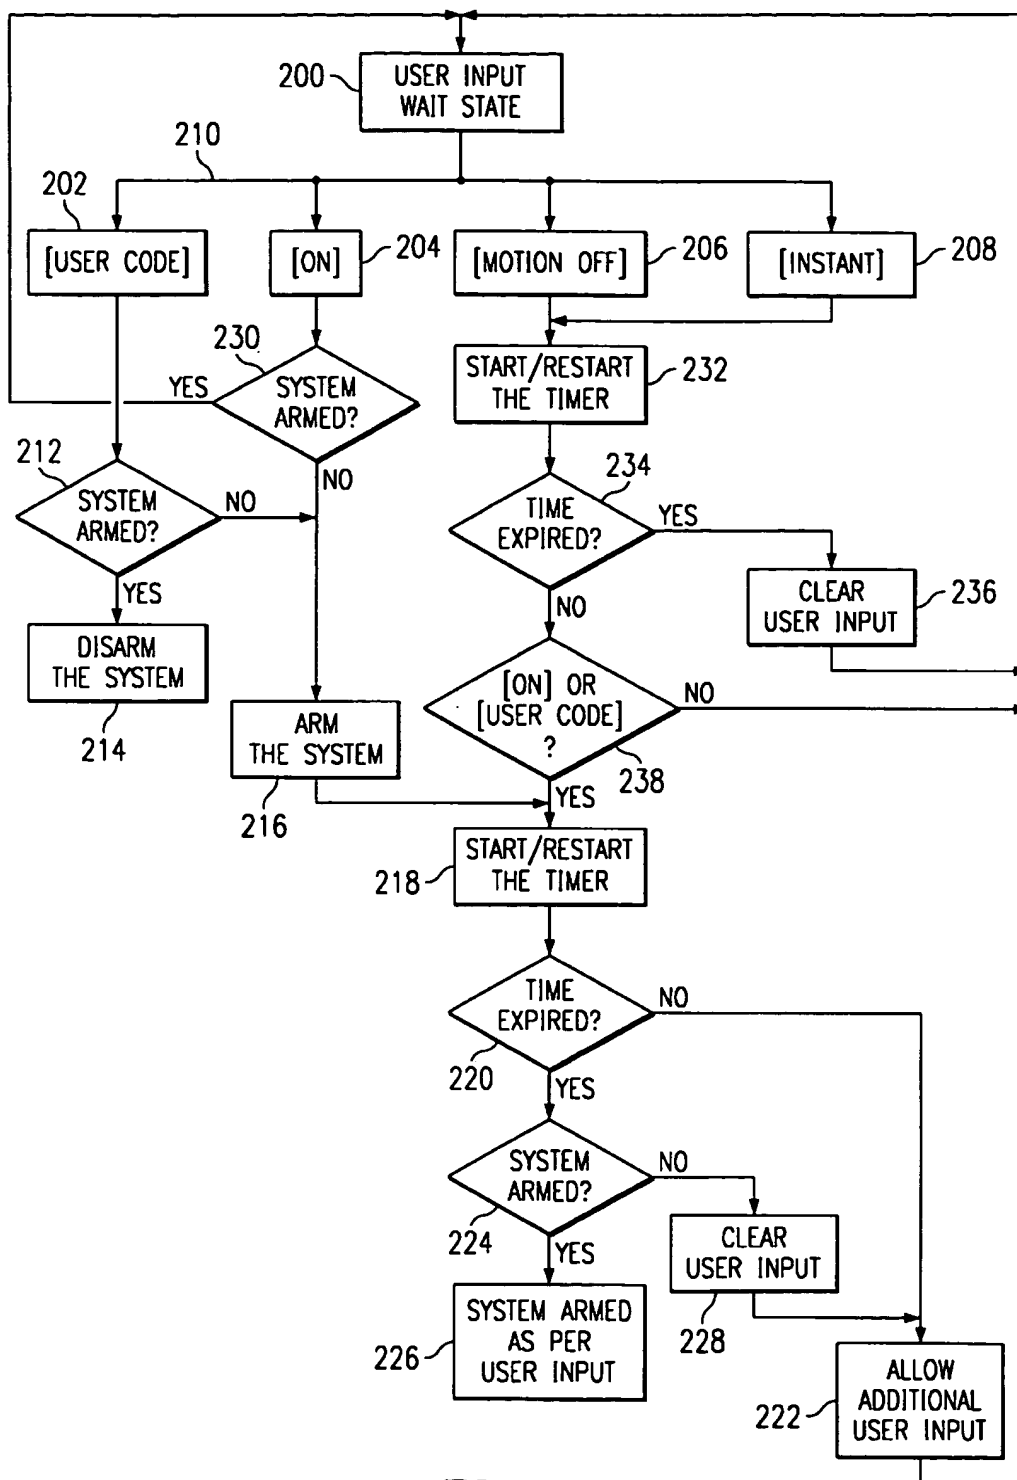 200
USER INPUT
WAIT STATE
210
202
[USER CODE]
[ON]
204
[MOTION OFF]
206
[INSTANT]
208
230
YES
SYSTEM
ARMED?
NO
START/RESTART
THE TIMER
232
212
SYSTEM
ARMED?
NO
YES
234
TIME
EXPIRED?
YES
NO
CLEAR
USER INPUT
236
DISARM
THE SYSTEM
214
[ON] OR
[USER CODE]
?
NO
238
YES
ARM
THE SYSTEM
216
START/RESTART
THE TIMER
218
TIME
EXPIRED?
NO
220
YES
SYSTEM
ARMED?
NO
224
YES
CLEAR
USER INPUT
228
SYSTEM ARMED
AS PER
USER INPUT
226
ALLOW
ADDITIONAL
USER INPUT
222